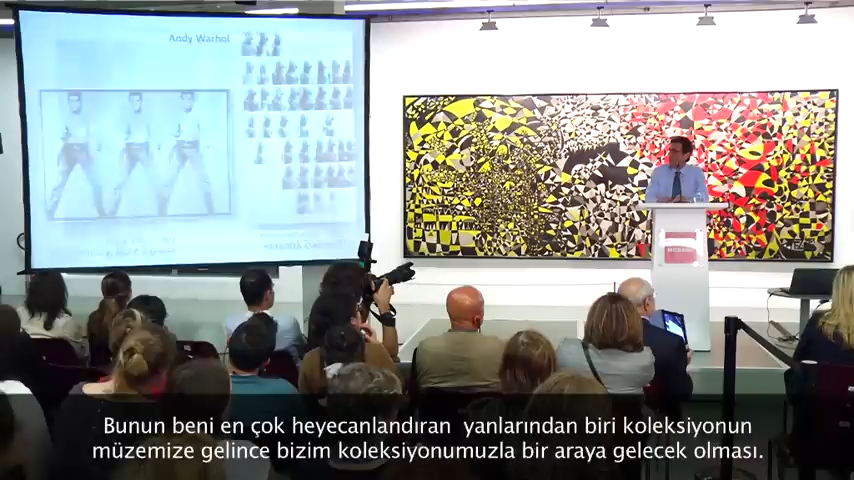 Andy Warhol
Bunun beni en çok heyecanlandıran yanlarından biri koleksiyonun
müzemize gelince bizim koleksiyonumuzla bir araya gelecek olması.